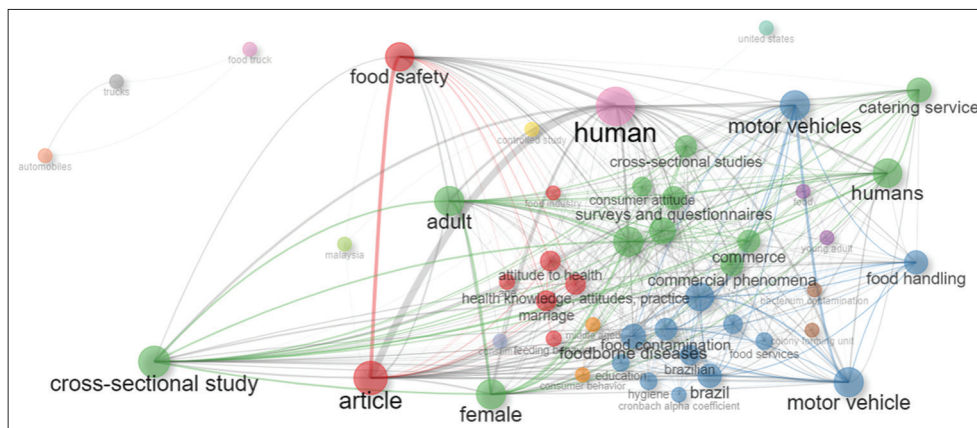 united states
food truck
food safety
trucks
catering service
human
motor vehicles
controlled study
automobiles
cross-sectional studies
humans
consumer attitude
food industry
food
surveys and questionnaires
adult
young adult
malaysia
commerce
food handling
attitude to health
commercial phenomena
age
health knowledge, attitudes, practice
bacterium contamination
marriage
colony forming unit
food contamination
feeding behavior
foodborne diseases
food services
brazilian
cross-sectional study
education
consumer behavior
hygiene
brazil
article
motor vehicle
cronbach alpha coefficient
female